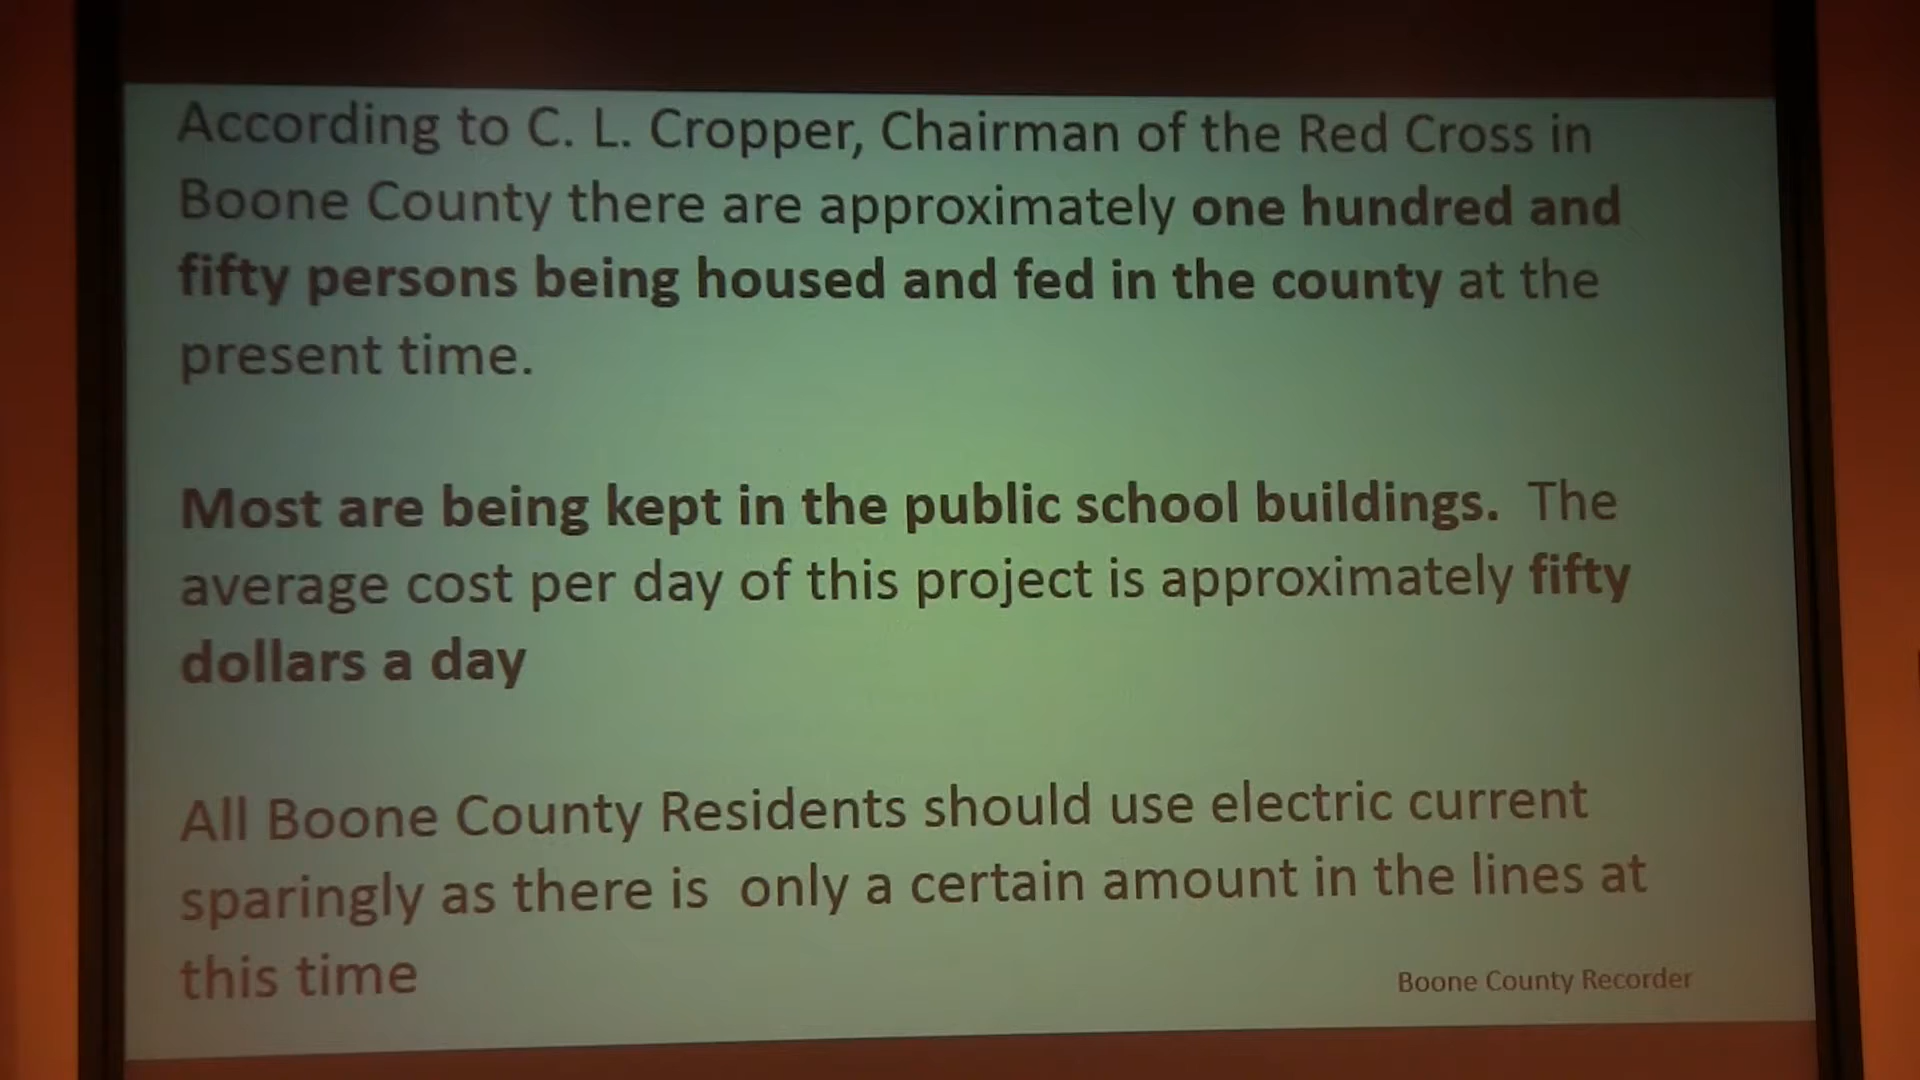 According to C. L. Cropper, Chairman of the Red Cross in
Boone County there are approximately one hundred and
fifty persons being housed and fed in the county at the
present time.
Most are being kept in the public school buildings. The
average cost per day of this project is approximately fifty
dollars a day
All Boone County Residents should use electric current
sparingly as there is only a certain amount in the lines at
this time
Boone County Recorder